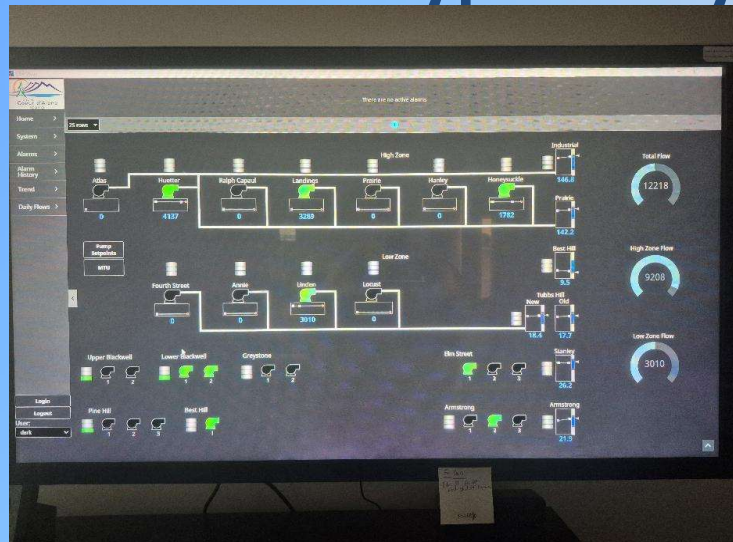 There are no active alarms
Home >
System >
Alarms >
Alarm History >
Trend >
Daily Flows >
25 rows
High Zone
Industrial
146.8
Atlas
0
Huetter
4137
Ralph Capaul
0
Landings
3289
Prairie
0
Hanley
0
Honeysuckle
1782
Prairie
142.2
Total Flow
12218
Pump Setpoints
WTU
Low Zone
Best Hill
9.5
High Zone Flow
9208
Fourth Street
0
Annie
0
Linden
3010
Locust
0
Tubbs Hill
New Old
18.4 17.7
Low Zone Flow
3010
Upper Blackwell
1 2
Lower Blackwell
1 2
Greystone
1 2
Elm Street
1 2 3
Stanley
26.2
Pine Hill
1 2 3
Best Hill
1
Armstrong
1 2 3
Armstrong
21.9
Login
Logout
User:
dark